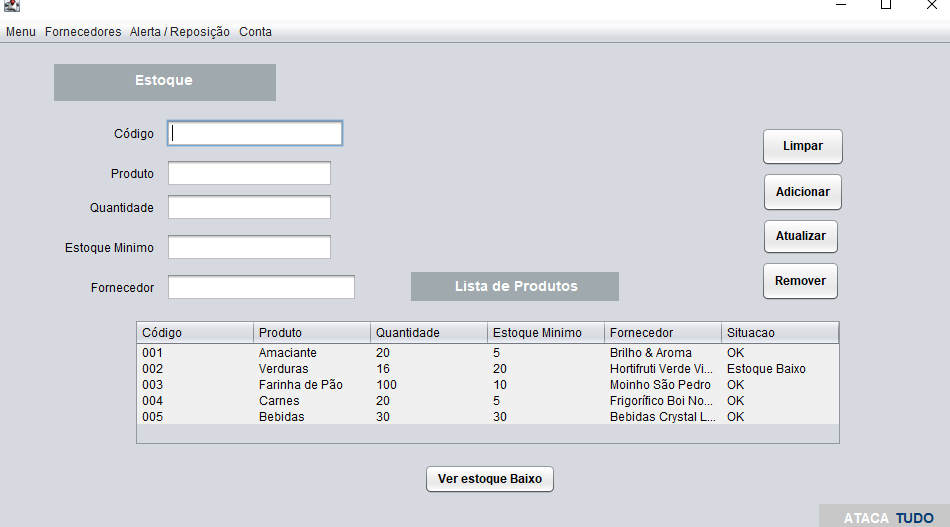 Menu Fornecedores Alerta / Reposição Conta
Estoque
Código
Limpar
Produto
Adicionar
Quantidade
Atualizar
Estoque Minimo
Remover
Fornecedor
Lista de Produtos
Código Produto Quantidade Estoque Minimo Fornecedor Situacao
001 Amaciante 20 5 Brilho & Aroma OK
002 Verduras 16 20 Hortifruti Verde Vi... Estoque Baixo
003 Farinha de Pão 100 10 Moinho São Pedro OK
004 Carnes 20 5 Frigorífico Boi No... OK
005 Bebidas 30 30 Bebidas Crystal L... OK
Ver estoque Baixo
ATACA TUDO